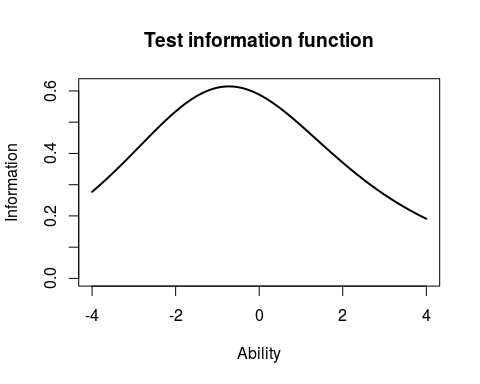 Test information function
Information
0.6
0.4
0.2
0.0
-4 -2 0 2 4
Ability